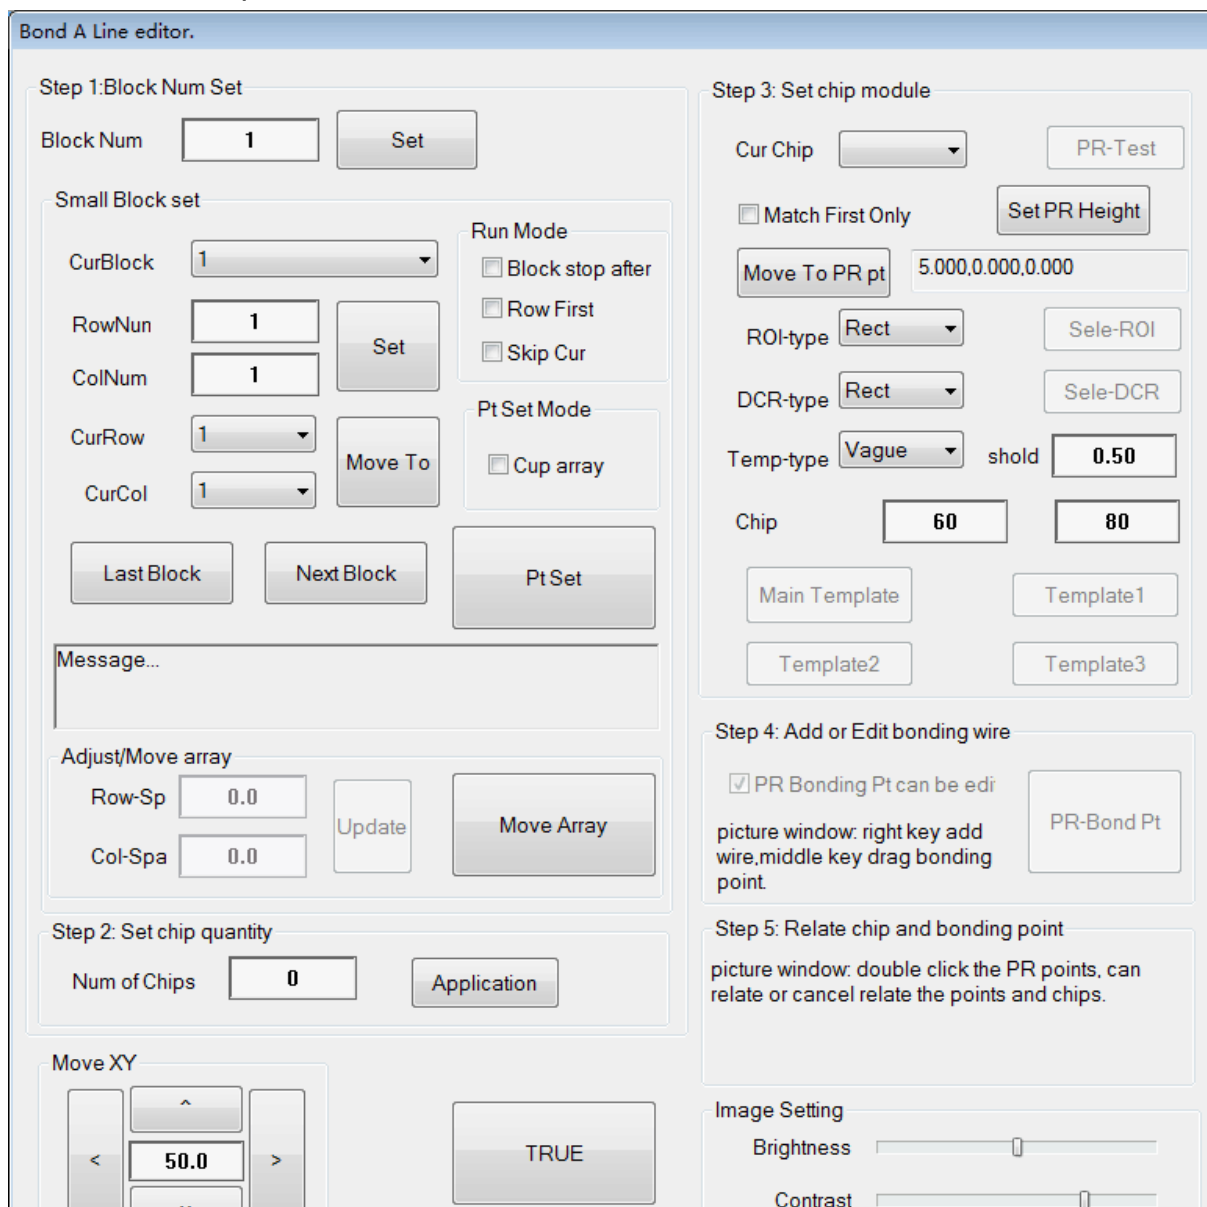 Bond A Line editor.
Step 1:Block Num Set
Block Num 1 Set
Small Block set
CurBlock 1
RowNun 1
ColNum 1
Set
CurRow 1
CurCol 1
Move To
Run Mode
Block stop after
Row First
Skip Cur
Pt Set Mode
Cup array
Last Block Next Block Pt Set
Message...
Adjust/Move array
Row-Sp 0.0
Col-Spa 0.0
Update
Move Array
Step 2: Set chip quantity
Num of Chips 0 Application
Move XY
^
< 50.0 >
TRUE
Step 3: Set chip module
Cur Chip PR-Test
Match First Only Set PR Height
Move To PR pt 5.000,0.000,0.000
ROI-type Rect Sele-ROI
DCR-type Rect Sele-DCR
Temp-type Vague shold 0.50
Chip 60 80
Main Template Template1
Template2 Template3
Step 4: Add or Edit bonding wire
PR Bonding Pt can be edi
picture window: right key add
wire,middle key drag bonding
point.
PR-Bond Pt
Step 5: Relate chip and bonding point
picture window: double click the PR points, can
relate or cancel relate the points and chips.
Image Setting
Brightness
Contrast